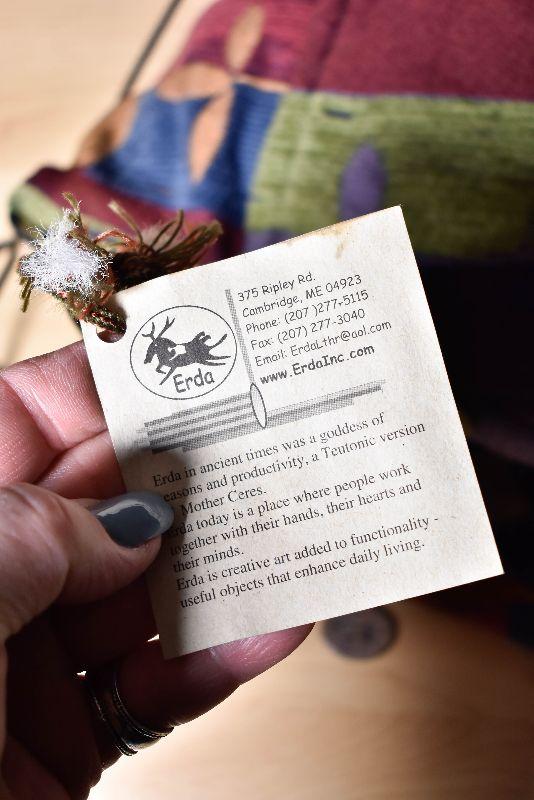 375 Ripley Rd.
Cambridge, ME 04923
Phone: (207 )277-5115
Fax: (207) 277-3040
Email: ErdaLthr@aol.com
www.ErdaInc.com
Erda
Erda in ancient times was a goddess of
easons and productivity, a Teutonic version
Mother Ceres.
Erda today is a place where people work
together with their hands, their hearts and
their minds.
Erda is creative art added to functionality -
useful objects that enhance daily living.